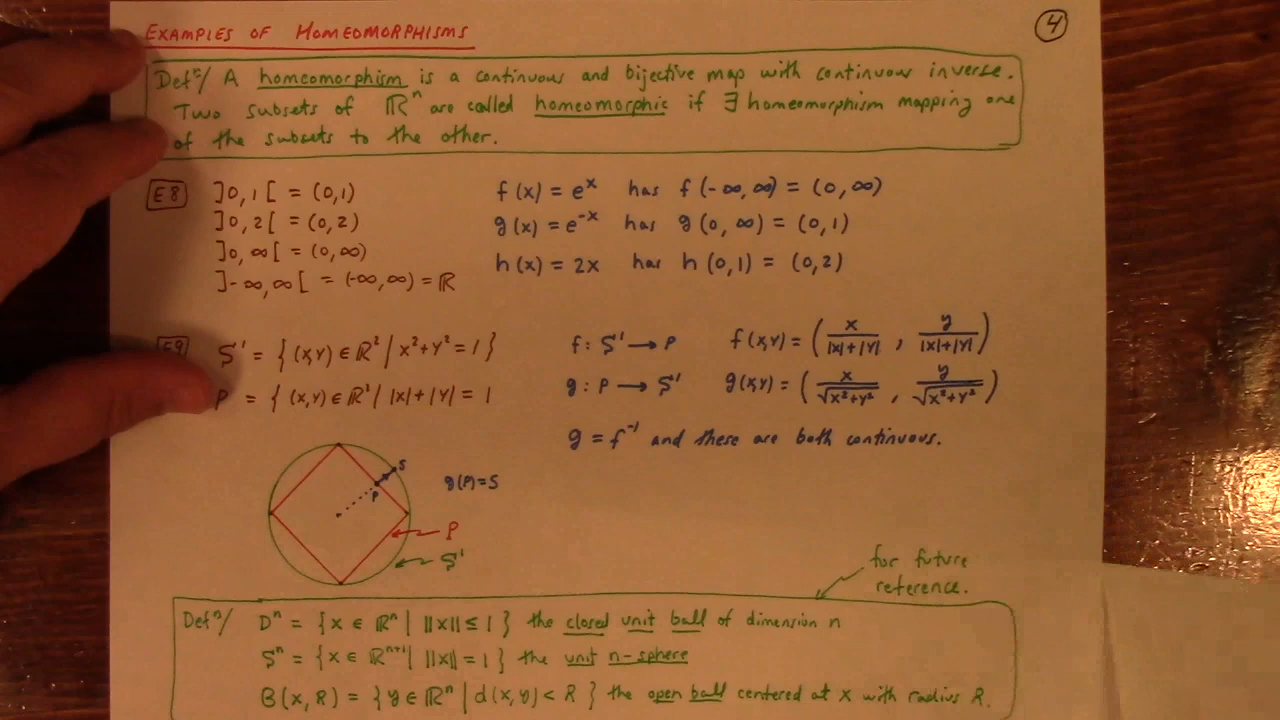 EXAMPLES OF HOMEOMORPHISMS
4
Defⁿ/ A homeomorphism is a continuous and bijective map with continuous inverse.
Two subsets of ℝⁿ are called homeomorphic if ∃ homeomorphism mapping one
of the subsets to the other.
E8 ]0,1[ = (0,1) f(x) = eˣ has f(-∞,∞) = (0,∞)
]0,2[ = (0,2) g(x) = e⁻ˣ has g(0,∞) = (0,1)
]0,∞[ = (0,∞) h(x) = 2x has h(0,1) = (0,2)
]-∞,∞[ = (-∞,∞) = ℝ
E9 S¹ = { (x,y) ∈ ℝ² | x²+y² = 1 } f : S¹ → P f(x,y) = ( x/(|x|+|y|) , y/(|x|+|y|) )
P = { (x,y) ∈ ℝ² | |x|+|y| = 1 g : P → S¹ g(x,y) = ( x/√(x²+y²) , y/√(x²+y²) )
g = f⁻¹ and these are both continuous.
S
P
g(P) = S
P
S¹
for future
reference.
Defⁿ/ Dⁿ = { x ∈ ℝⁿ | ||x|| ≤ 1 } the closed unit ball of dimension n
Sⁿ = { x ∈ ℝⁿ⁺¹ | ||x|| = 1 } the unit n-sphere
B(x,R) = { y ∈ ℝⁿ | d(x,y) < R } the open ball centered at x with radius R.